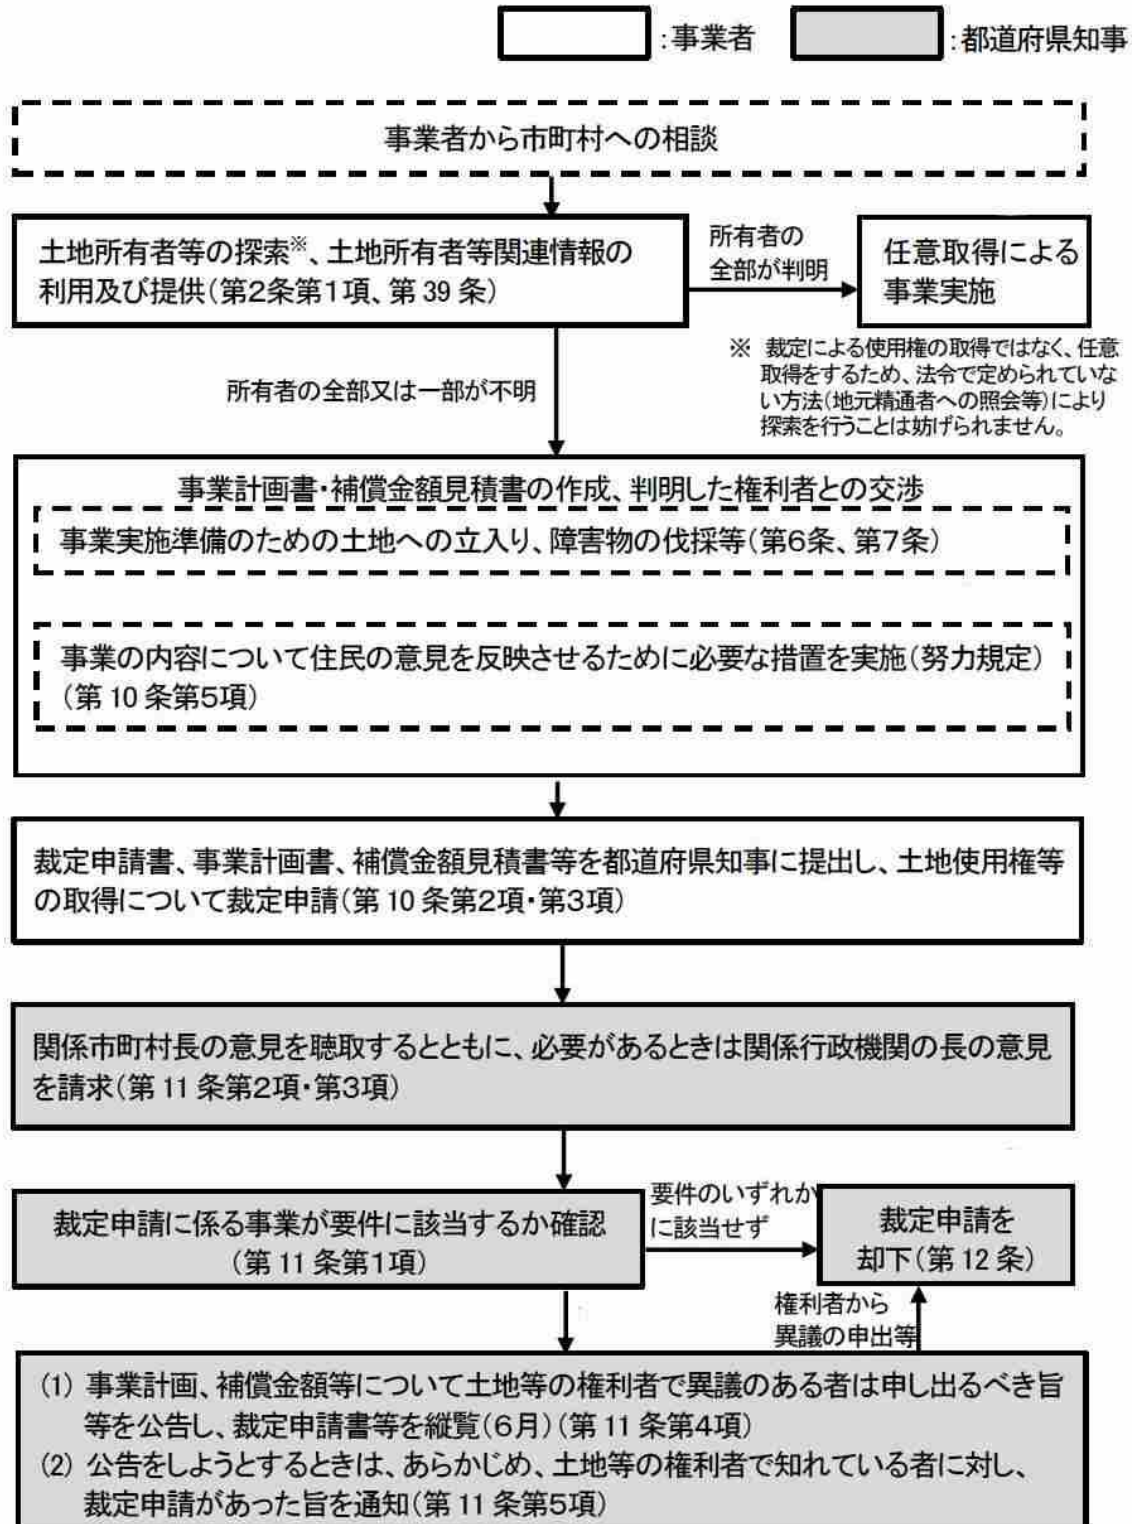 :事業者
:都道府県知事
事業者から市町村への相談
土地所有者等の探索※、土地所有者等関連情報の
利用及び提供(第2条第1項、第 39 条)
所有者の
全部が判明
任意取得による
事業実施
※ 裁定による使用権の取得ではなく、任意
取得をするため、法令で定められていな
い方法(地元精通者への照会等)により
探索を行うことは妨げられません。
所有者の全部又は一部が不明
事業計画書・補償金額見積書の作成、判明した権利者との交渉
事業実施準備のための土地への立入り、障害物の伐採等(第6条、第7条)
事業の内容について住民の意見を反映させるために必要な措置を実施(努力規定)
(第 10 条第5項)
裁定申請書、事業計画書、補償金額見積書等を都道府県知事に提出し、土地使用権等
の取得について裁定申請(第 10 条第2項・第3項)
関係市町村長の意見を聴取するとともに、必要があるときは関係行政機関の長の意見
を請求(第 11 条第2項・第3項)
裁定申請に係る事業が要件に該当するか確認
(第 11 条第1項)
要件のいずれか
に該当せず
裁定申請を
却下(第 12 条)
権利者から
異議の申出等
(1) 事業計画、補償金額等について土地等の権利者で異議のある者は申し出るべき旨
等を公告し、裁定申請書等を縦覧(6月)(第 11 条第4項)
(2) 公告をしようとするときは、あらかじめ、土地等の権利者で知れている者に対し、
裁定申請があった旨を通知(第 11 条第5項)